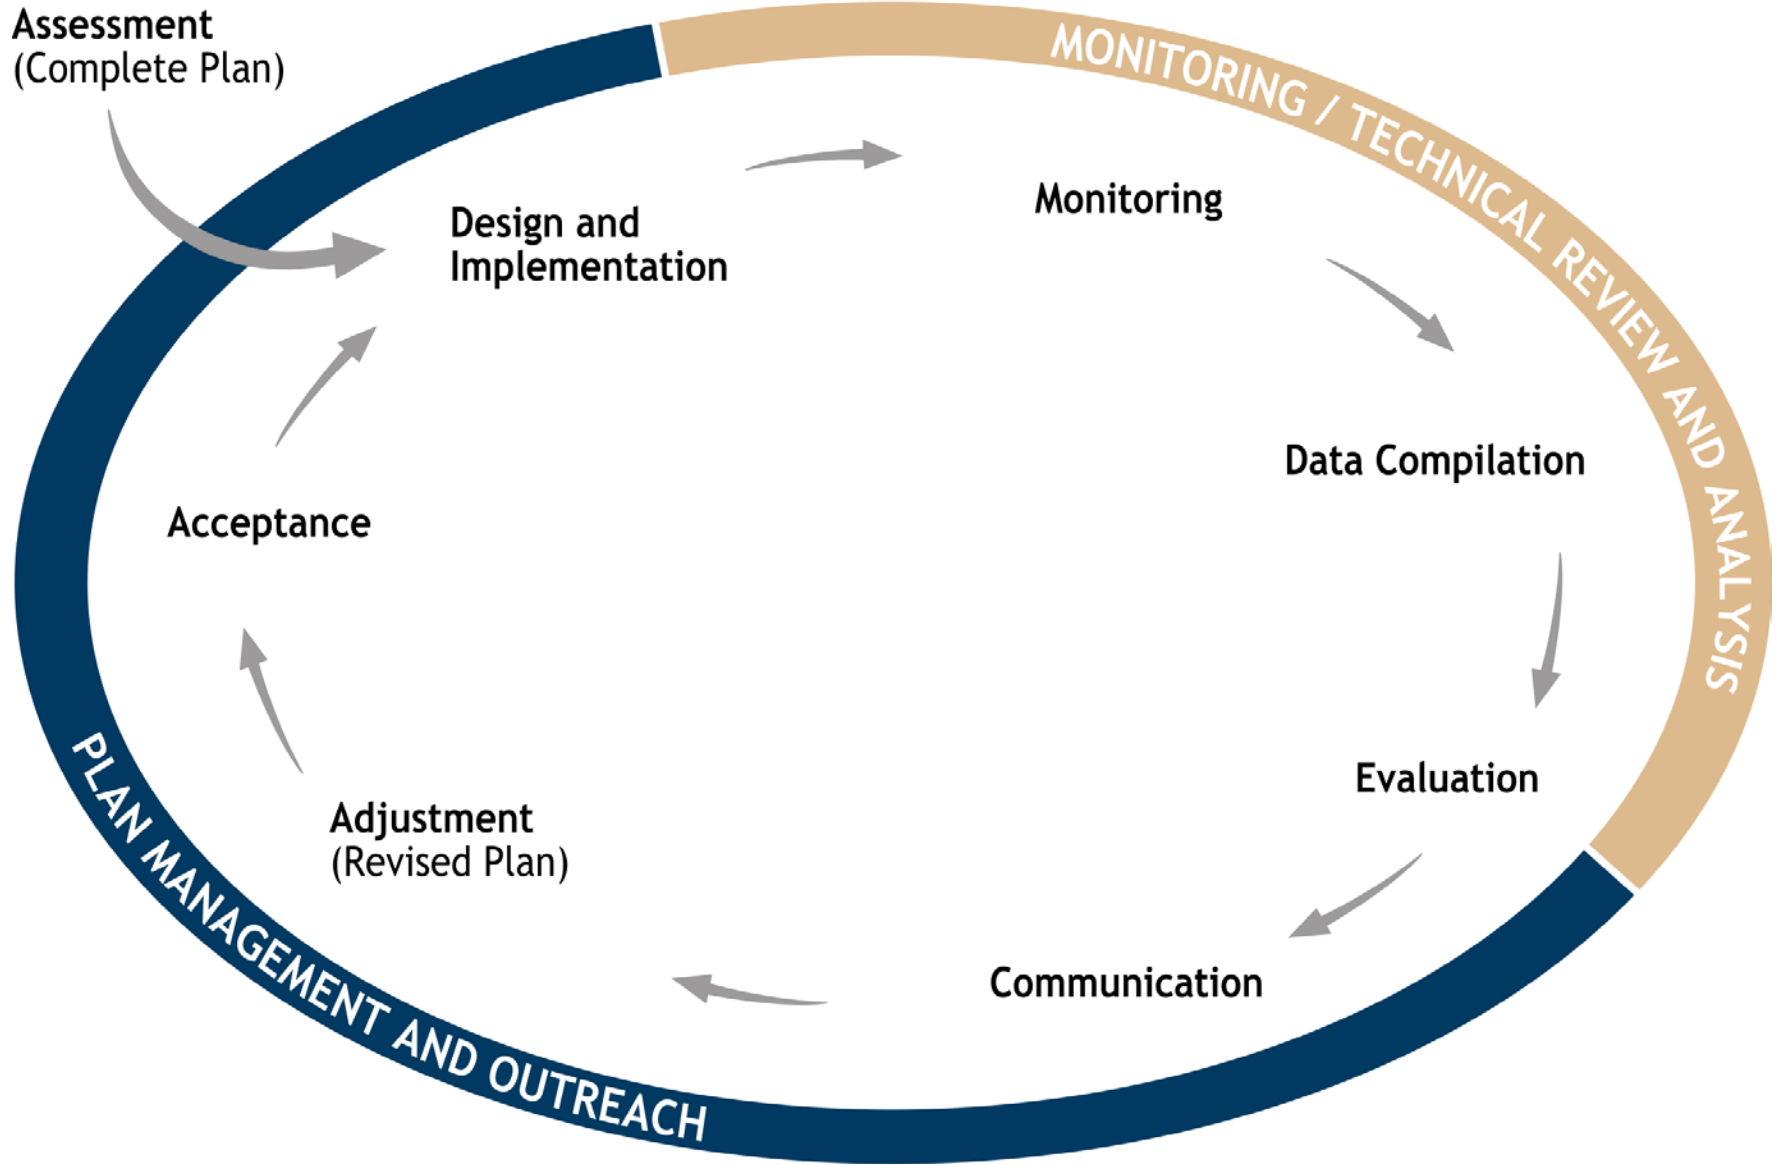 Assessment
(Complete Plan)
MONITORING / TECHNICAL REVIEW AND ANALYSIS
Design and
Implementation
Monitoring
Data Compilation
Acceptance
Evaluation
Adjustment
(Revised Plan)
Communication
PLAN MANAGEMENT AND OUTREACH